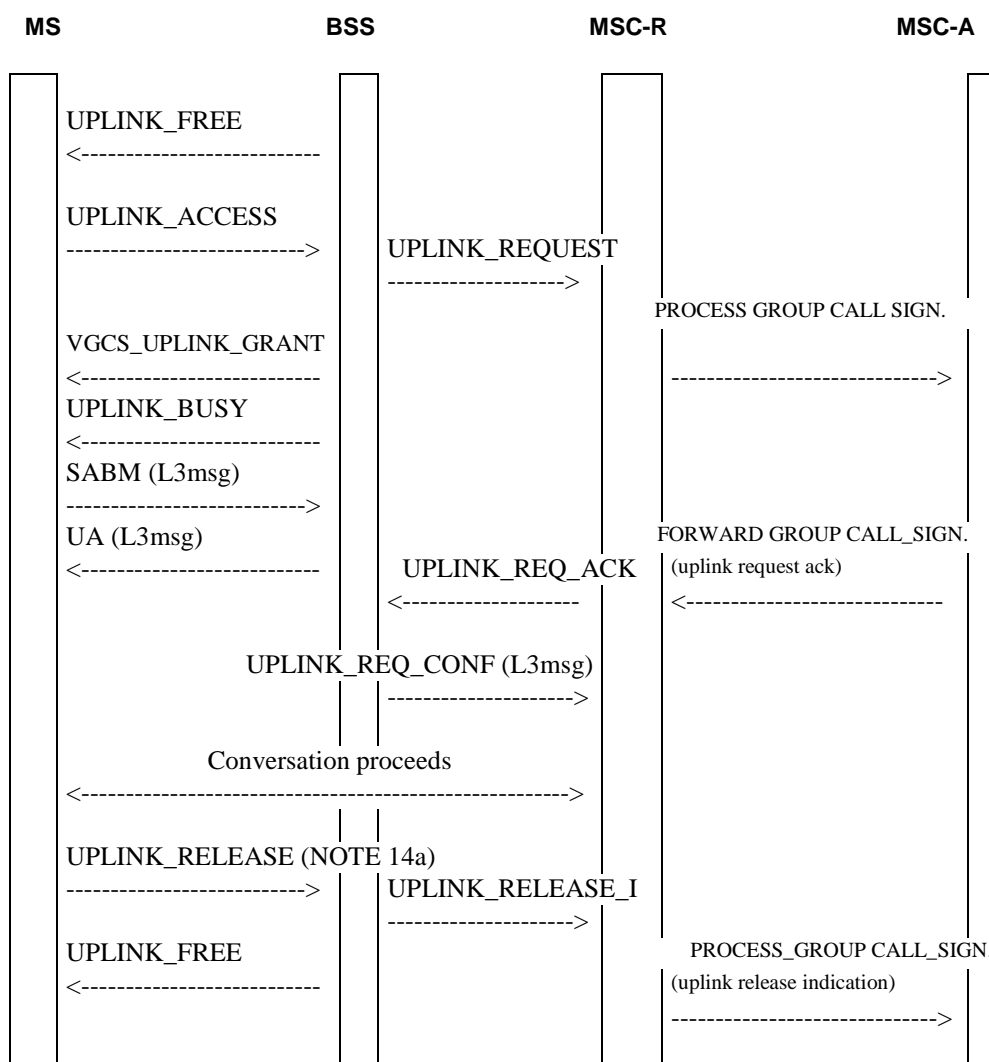 MS BSS MSC-R MSC-A
UPLINK_FREE
<---------------------------
UPLINK_ACCESS
--------------------------->
UPLINK_REQUEST
-------------------->
PROCESS GROUP CALL SIGN.
VGCS_UPLINK_GRANT
<--------------------------- ------------------------------>
UPLINK_BUSY
<---------------------------
SABM (L3msg)
--------------------------->
UA (L3msg) FORWARD GROUP CALL_SIGN.
<--------------------------- UPLINK_REQ_ACK (uplink request ack)
<-------------------- <-----------------------------
UPLINK_REQ_CONF (L3msg)
--------------------->
Conversation proceeds
<------------------------------------------------------->
UPLINK_RELEASE (NOTE 14a)
---------------------------> UPLINK_RELEASE_I
--------------------->
UPLINK_FREE PROCESS_GROUP CALL_SIGN.
<--------------------------- (uplink release indication)
------------------------------>